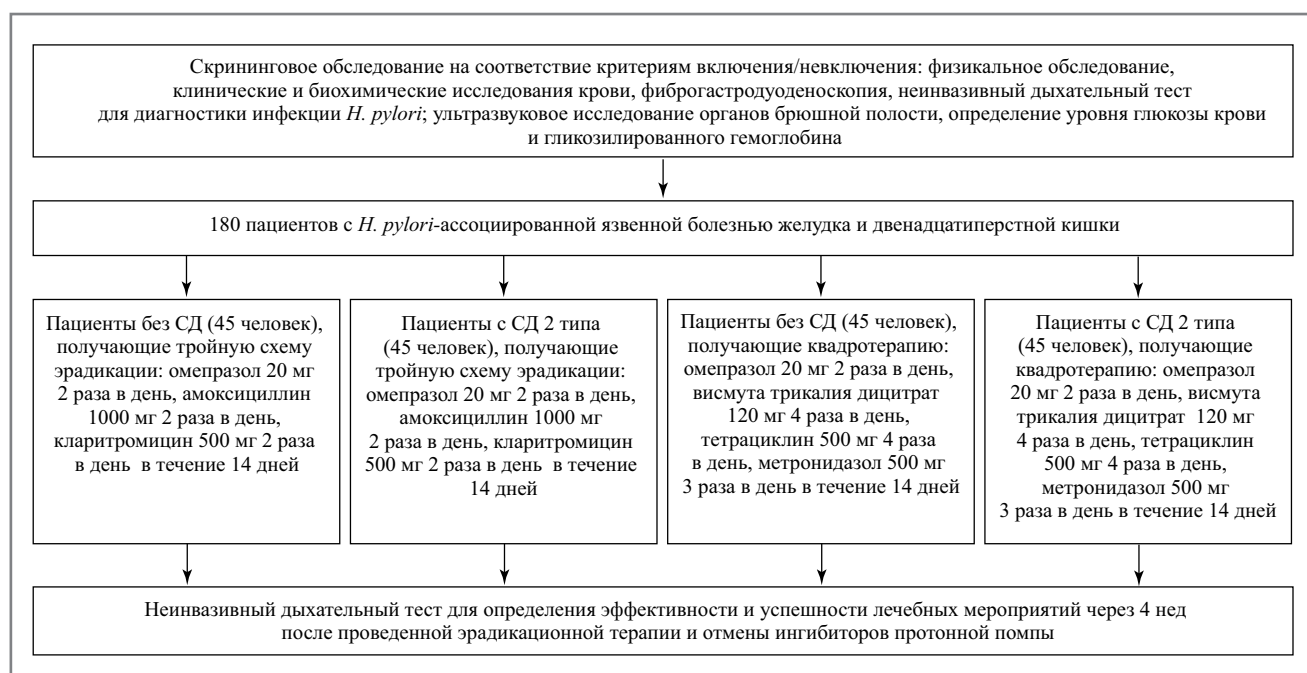 Скрининговое обследование на соответствие критериям включения/невключения: физикальное обследование,
клинические и биохимические исследования крови, фиброгастродуоденоскопия, неинвазивный дыхательный тест
для диагностики инфекции H. pylori; ультразвуковое исследование органов брюшной полости, определение уровня глюкозы крови
и гликозилированного гемоглобина
180 пациентов с H. pylori-ассоциированной язвенной болезнью желудка и двенадцатиперстной кишки
Пациенты без СД (45 человек),
получающие тройную схему
эрадикации: омепразол 20 мг
2 раза в день, амоксициллин
1000 мг 2 раза в день,
кларитромицин 500 мг 2 раза
в день в течение 14 дней
Пациенты с СД 2 типа
(45 человек), получающие
тройную схему эрадикации:
омепразол 20 мг 2 раза в день,
амоксициллин 1000 мг
2 раза в день, кларитромицин
500 мг 2 раза в день в течение
14 дней
Пациенты без СД (45 человек),
получающие квадротерапию:
омепразол 20 мг 2 раза в день,
висмута трикалия дицитрат
120 мг 4 раза в день,
тетрациклин 500 мг 4 раза
в день, метронидазол 500 мг
3 раза в день в течение 14 дней
Пациенты с СД 2 типа
(45 человек), получающие
квадротерапию: омепразол
20 мг 2 раза в день, висмута
трикалия дицитрат 120 мг
4 раза в день, тетрациклин
500 мг 4 раза в день,
метронидазол 500 мг
3 раза в день в течение 14 дней
Неинвазивный дыхательный тест для определения эффективности и успешности лечебных мероприятий через 4 нед
после проведенной эрадикационной терапии и отмены ингибиторов протонной помпы